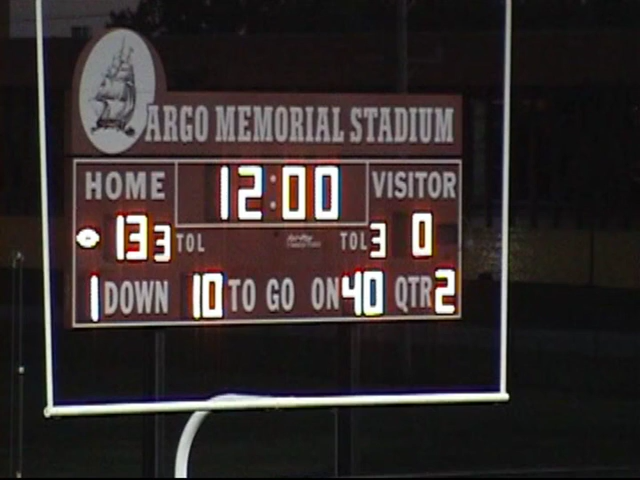 ARGO MEMORIAL STADIUM
HOME 12:00 VISITOR
13 3 TOL TOL 3 0
1 DOWN 10 TO GO ON 40 QTR 2